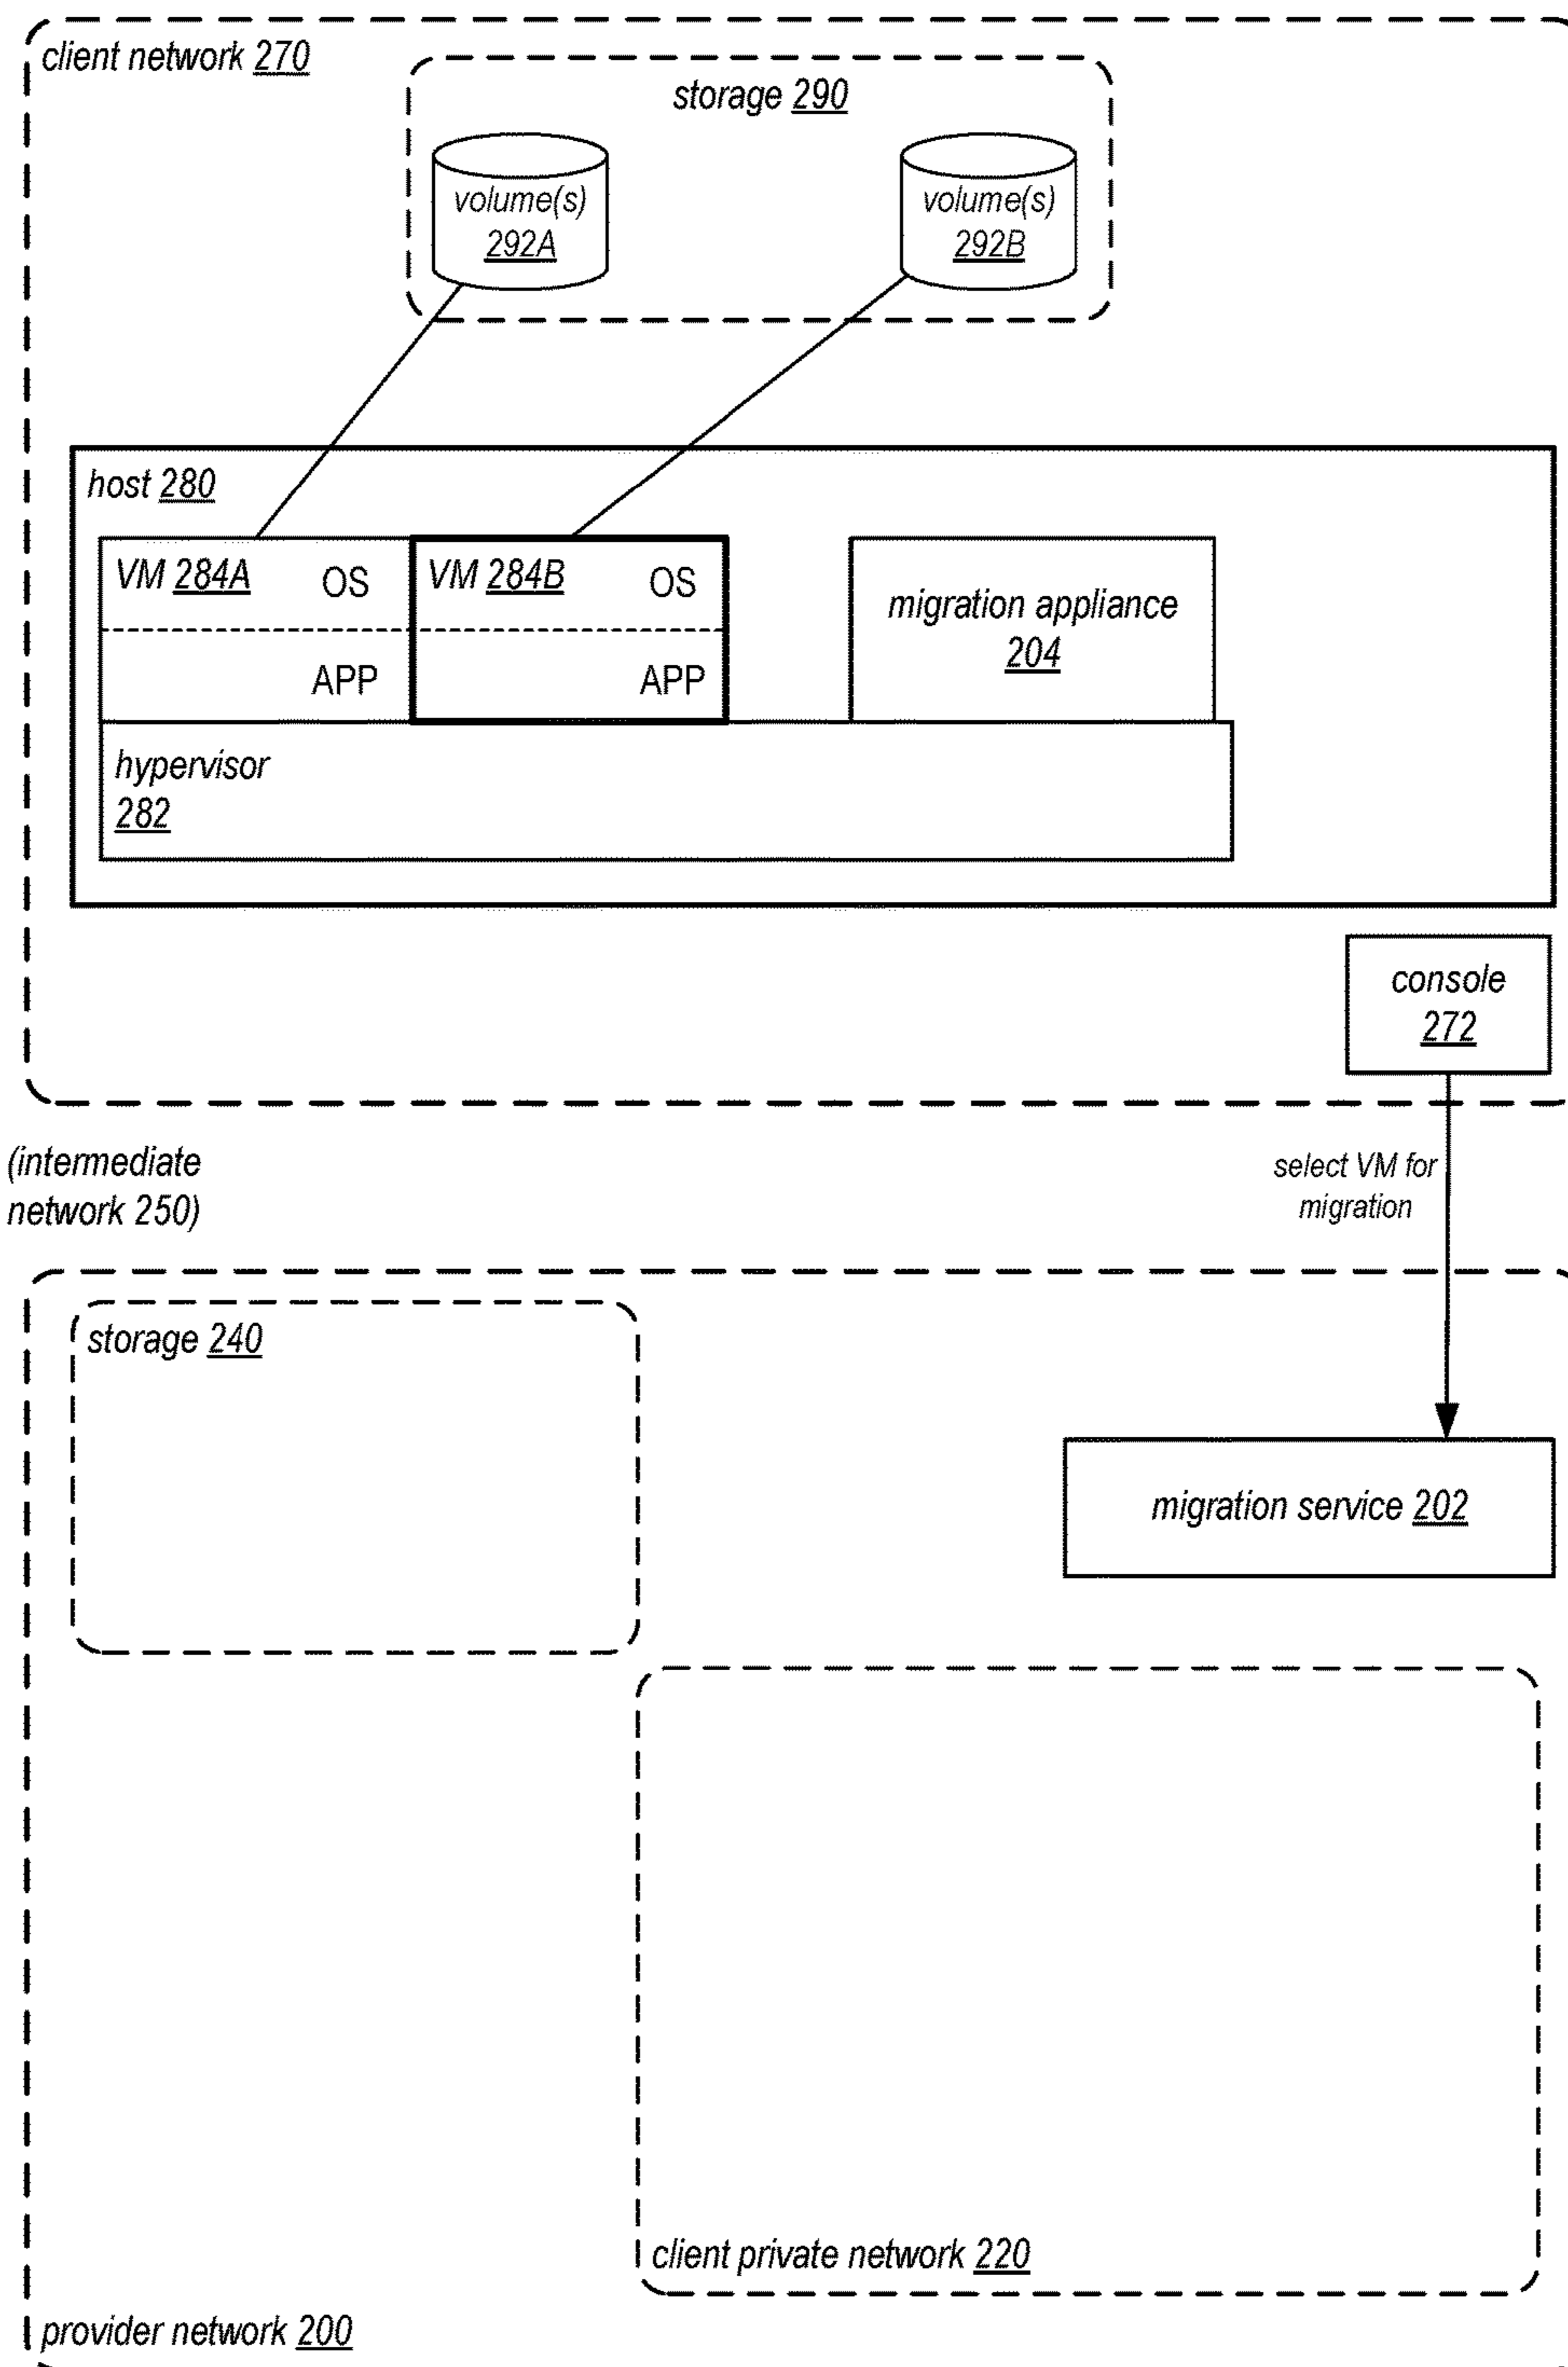 client network 270
storage 290
volume(s)
292A
volume(s)
292B
host 280
VM 284A OS
APP
VM 284B OS
APP
migration appliance
204
hypervisor
282
console
272
(intermediate
network 250)
select VM for
migration
storage 240
migration service 202
client private network 220
provider network 200